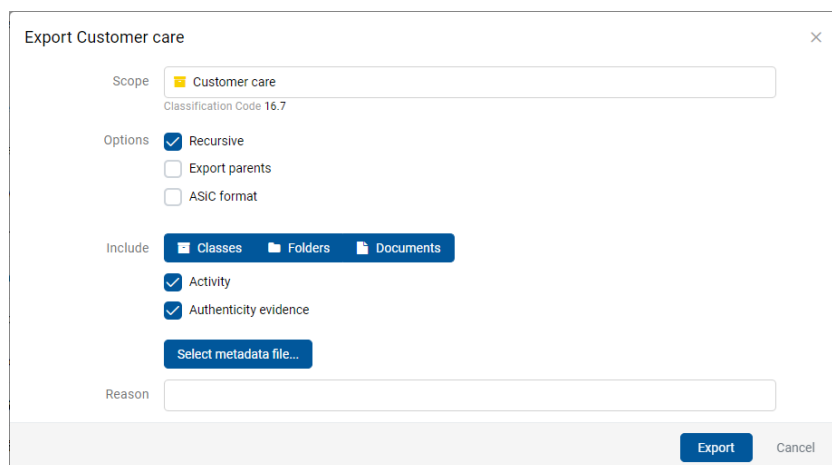 Export Customer care
Scope Customer care
Classification Code 16.7
Options Recursive
Export parents
ASiC format
Include Classes Folders Documents
Activity
Authenticity evidence
Select metadata file...
Reason
Export Cancel